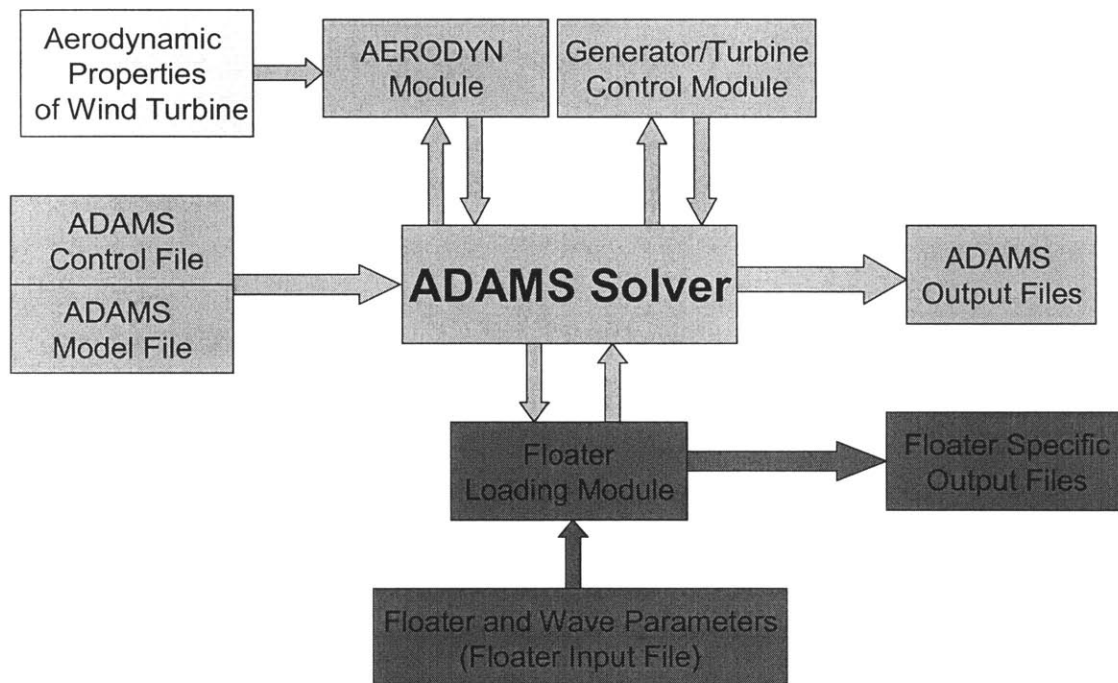 Aerodynamic
Properties
of Wind Turbine
AERODYN
Module
Generator/Turbine
Control Module
ADAMS
Control File
ADAMS
Model File
ADAMS Solver
ADAMS
Output Files
Floater
Loading Module
Floater Specific
Output Files
Floater and Wave Parameters
(Floater Input File)